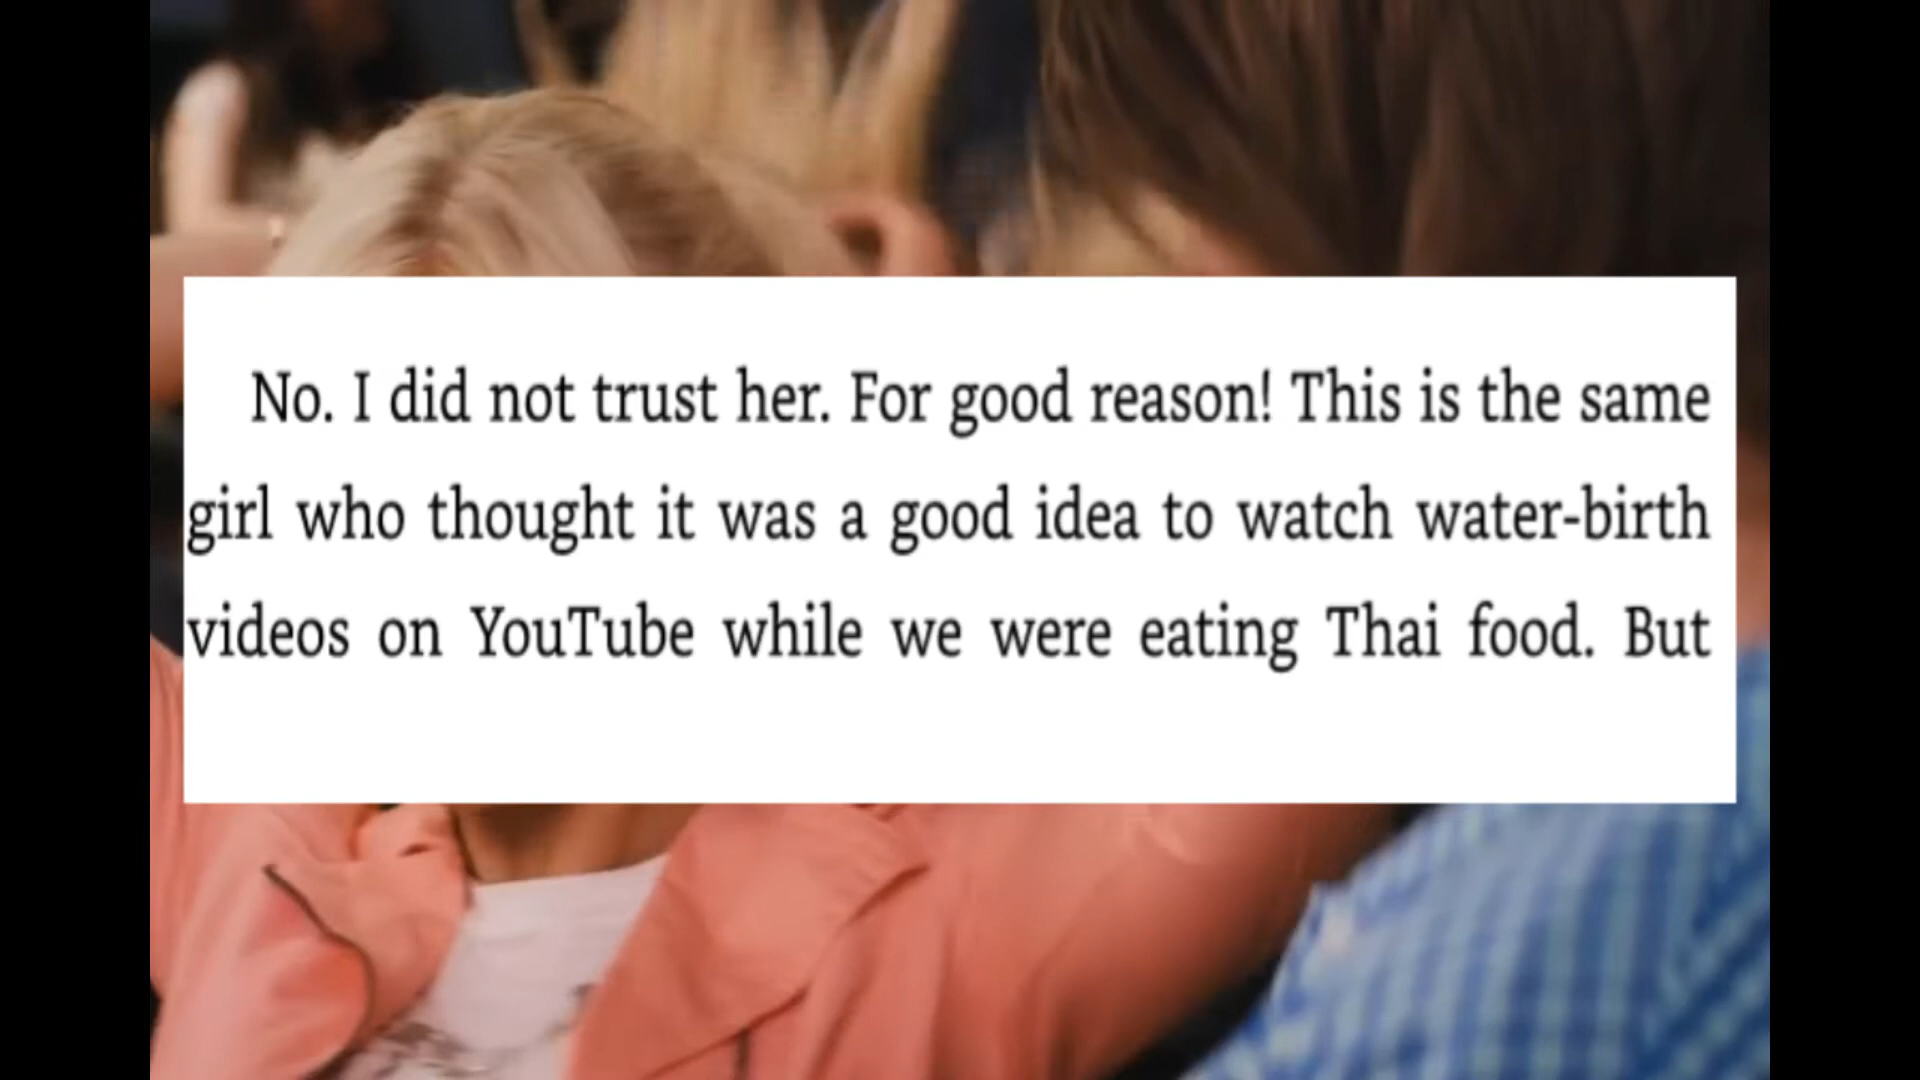 No. I did not trust her. For good reason! This is the same
girl who thought it was a good idea to watch water-birth
videos on YouTube while we were eating Thai food. But